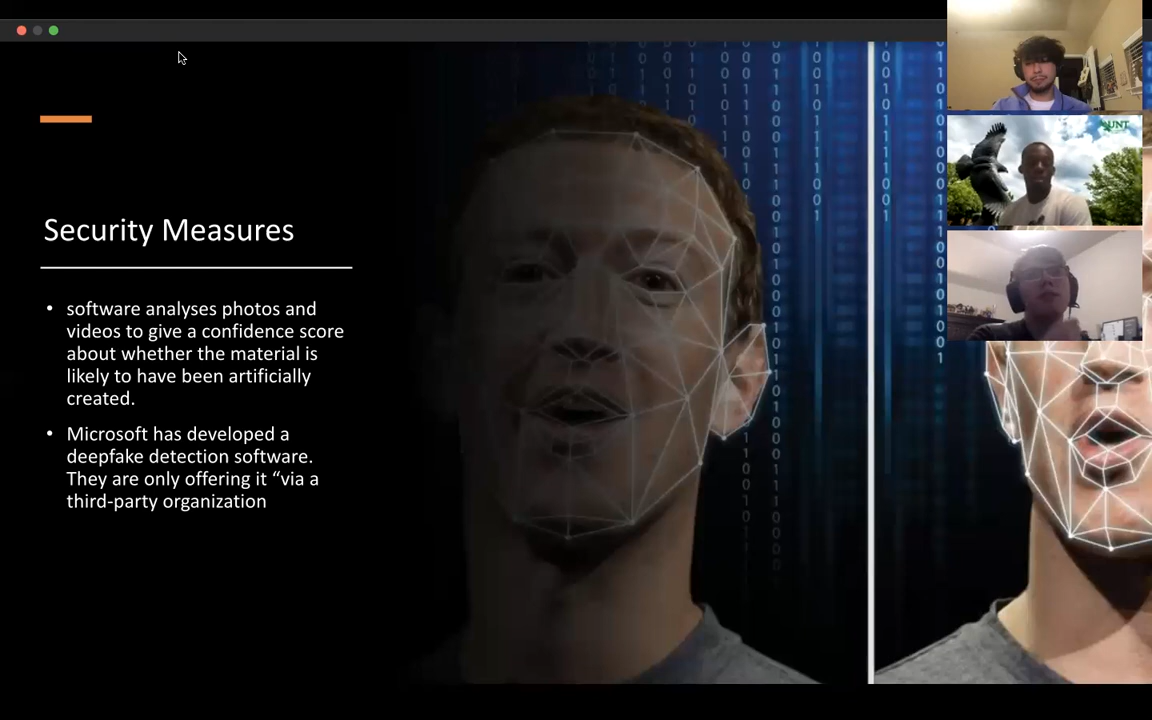 Security Measures
• software analyses photos and
videos to give a confidence score
about whether the material is
likely to have been artificially
created.
• Microsoft has developed a
deepfake detection software.
They are only offering it “via a
third-party organization
UNT